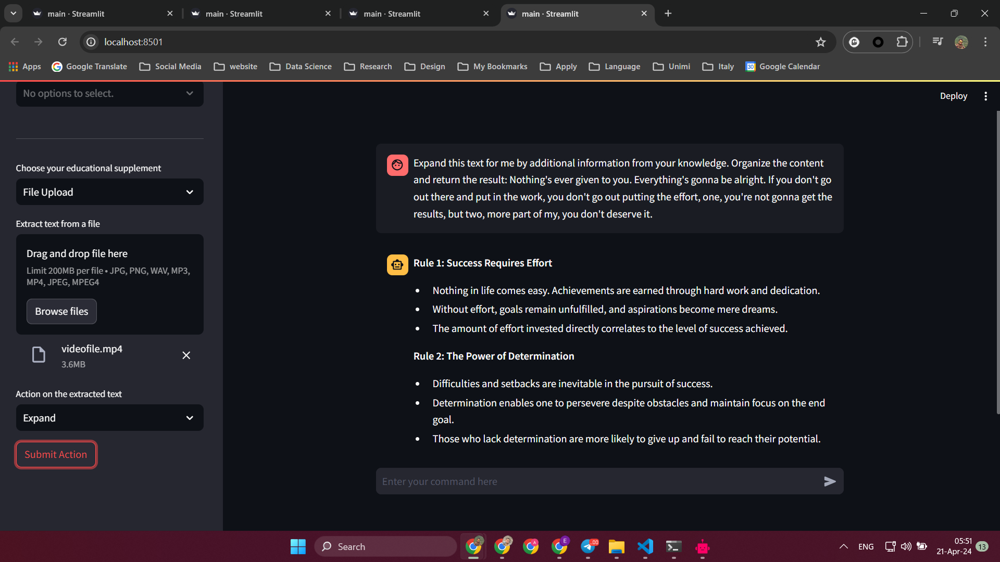 main · Streamlit
main · Streamlit
main · Streamlit
main · Streamlit
localhost:8501
Apps
Google Translate
Social Media
website
Data Science
Research
Design
My Bookmarks
Apply
Language
Unimi
Italy
30
Google Calendar
No options to select.
Choose your educational supplement
File Upload
Extract text from a file
Drag and drop file here
Limit 200MB per file • JPG, PNG, WAV, MP3,
MP4, JPEG, MPEG4
Browse files
videofile.mp4
3.6MB
Action on the extracted text
Expand
Submit Action
Deploy
Expand this text for me by additional information from your knowledge. Organize the content
and return the result: Nothing's ever given to you. Everything's gonna be alright. If you don't go
out there and put in the work, you don't go out putting the effort, one, you're not gonna get the
results, but two, more part of my, you don't deserve it.
Rule 1: Success Requires Effort
• Nothing in life comes easy. Achievements are earned through hard work and dedication.
• Without effort, goals remain unfulfilled, and aspirations become mere dreams.
• The amount of effort invested directly correlates to the level of success achieved.
Rule 2: The Power of Determination
• Difficulties and setbacks are inevitable in the pursuit of success.
• Determination enables one to persevere despite obstacles and maintain focus on the end
goal.
• Those who lack determination are more likely to give up and fail to reach their potential.
Enter your command here
Search
A
E
..00
ENG
05:51
21-Apr-24
13